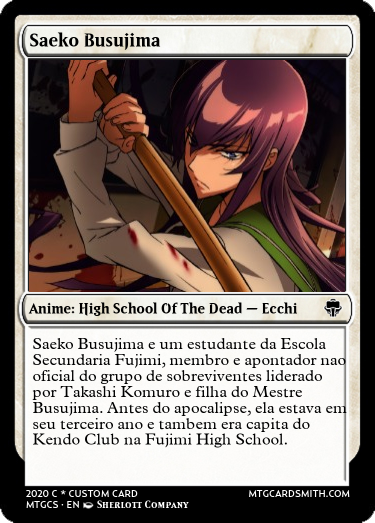 Saeko Busujima
Anime: High School Of The Dead — Ecchi
Saeko Busujima e um estudante da Escola
Secundaria Fujimi, membro e apontador nao
oficial do grupo de sobreviventes liderado
por Takashi Komuro e filha do Mestre
Busujima. Antes do apocalipse, ela estava em
seu terceiro ano e tambem era capita do
Kendo Club na Fujimi High School.
2020 C * CUSTOM CARD MTGCARDSMITH.COM
MTGCS · EN SHERLOTT COMPANY